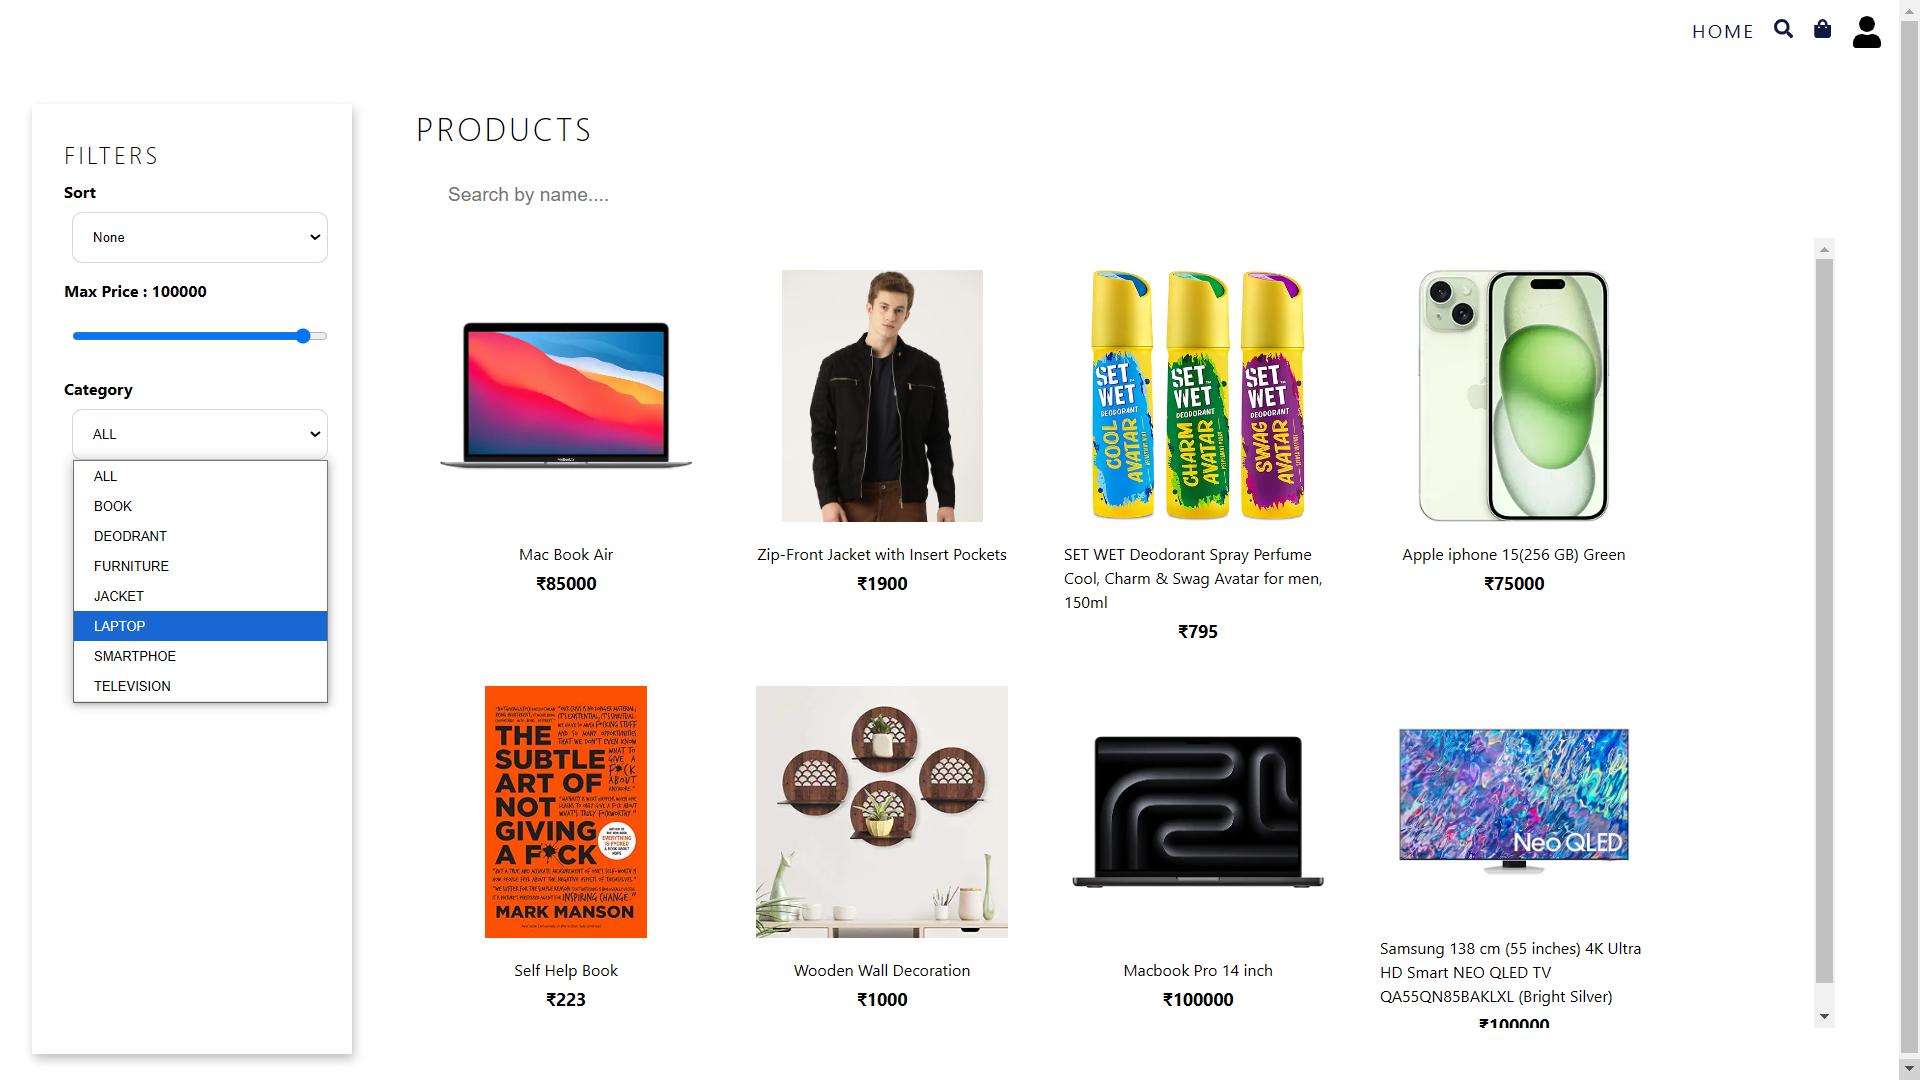 HOME
FILTERS
Sort
None
Max Price : 100000
Category
ALL
ALL
BOOK
DEODRANT
FURNITURE
JACKET
LAPTOP
SMARTPHOE
TELEVISION
PRODUCTS
Search by name....
SET WET
DEODORANT
COOL AVATAR
SET WET
DEODORANT
CHARM AVATAR
SET WET
DEODORANT
SWAG AVATAR
Mac Book Air
₹85000
Zip-Front Jacket with Insert Pockets
₹1900
SET WET Deodorant Spray Perfume
Cool, Charm & Swag Avatar for men,
150ml
₹795
Apple iphone 15(256 GB) Green
₹75000
THE
SUBTLE
ART OF
NOT
GIVING
A F*CK
MARK MANSON
Neo QLED
Self Help Book
₹223
Wooden Wall Decoration
₹1000
Macbook Pro 14 inch
₹100000
Samsung 138 cm (55 inches) 4K Ultra
HD Smart NEO QLED TV
QA55QN85BAKLXL (Bright Silver)
₹100000